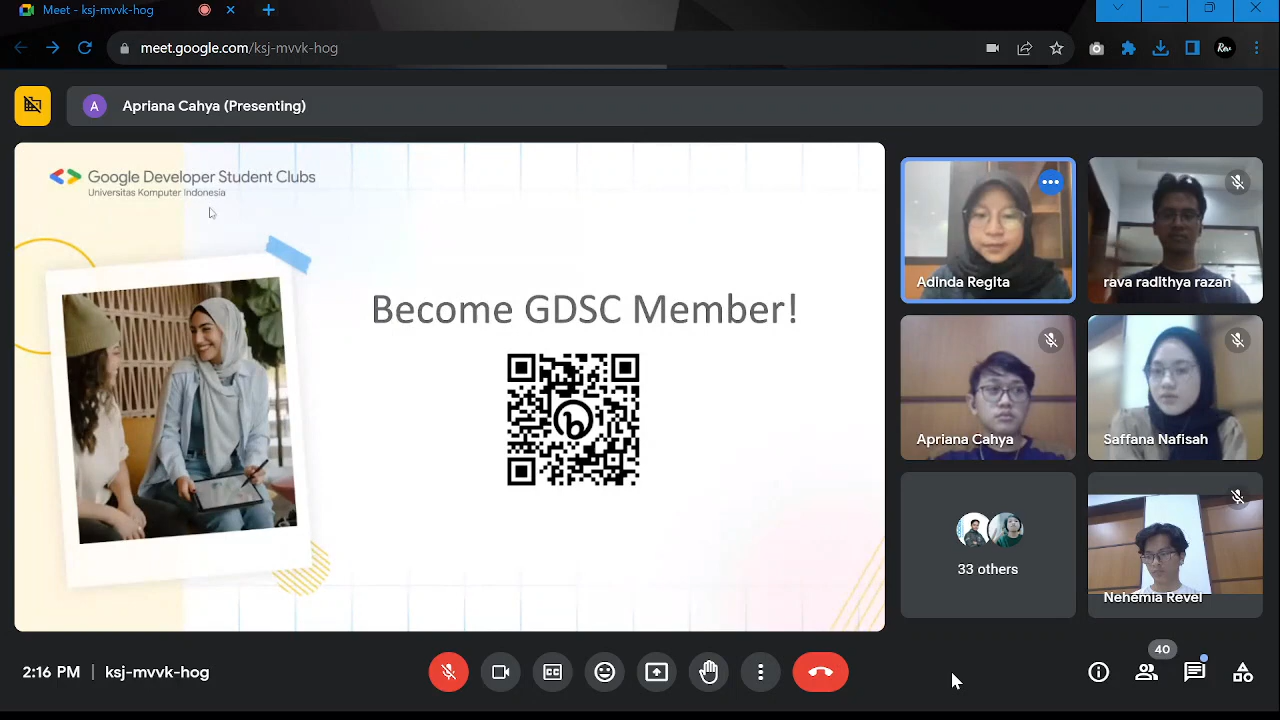 Meet - ksj-mvvk-hog
meet.google.com/ksj-mvvk-hog
Rav
A
Apriana Cahya (Presenting)
Google Developer Student Clubs
Universitas Komputer Indonesia
Become GDSC Member!
b
Adinda Regita
rava radithya razan
Apriana Cahya
Saffana Nafisah
33 others
Nehemia Revel
2:16 PM | ksj-mvvk-hog
CC
40